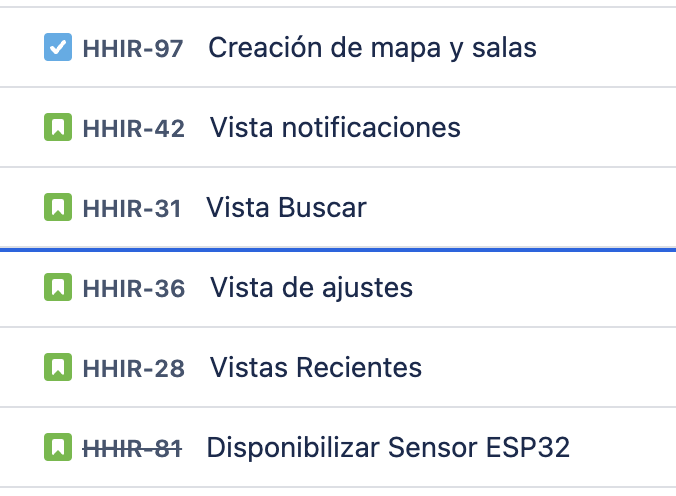 HHIR-97 Creación de mapa y salas
HHIR-42 Vista notificaciones
HHIR-31 Vista Buscar
HHIR-36 Vista de ajustes
HHIR-28 Vistas Recientes
HHIR-81 Disponibilizar Sensor ESP32